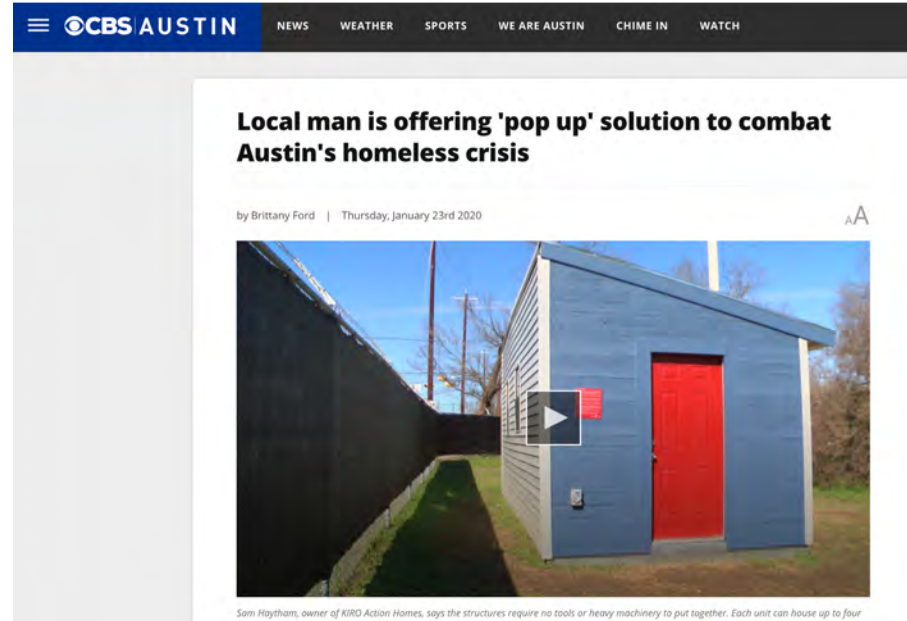 CBS AUSTIN NEWS WEATHER SPORTS WE ARE AUSTIN CHIME IN WATCH
Local man is offering 'pop up' solution to combat
Austin's homeless crisis
by Brittany Ford | Thursday, January 23rd 2020 AA
Sam Haytham, owner of KIRO Action Homes, says the structures require no tools or heavy machinery to put together. Each unit can house up to four